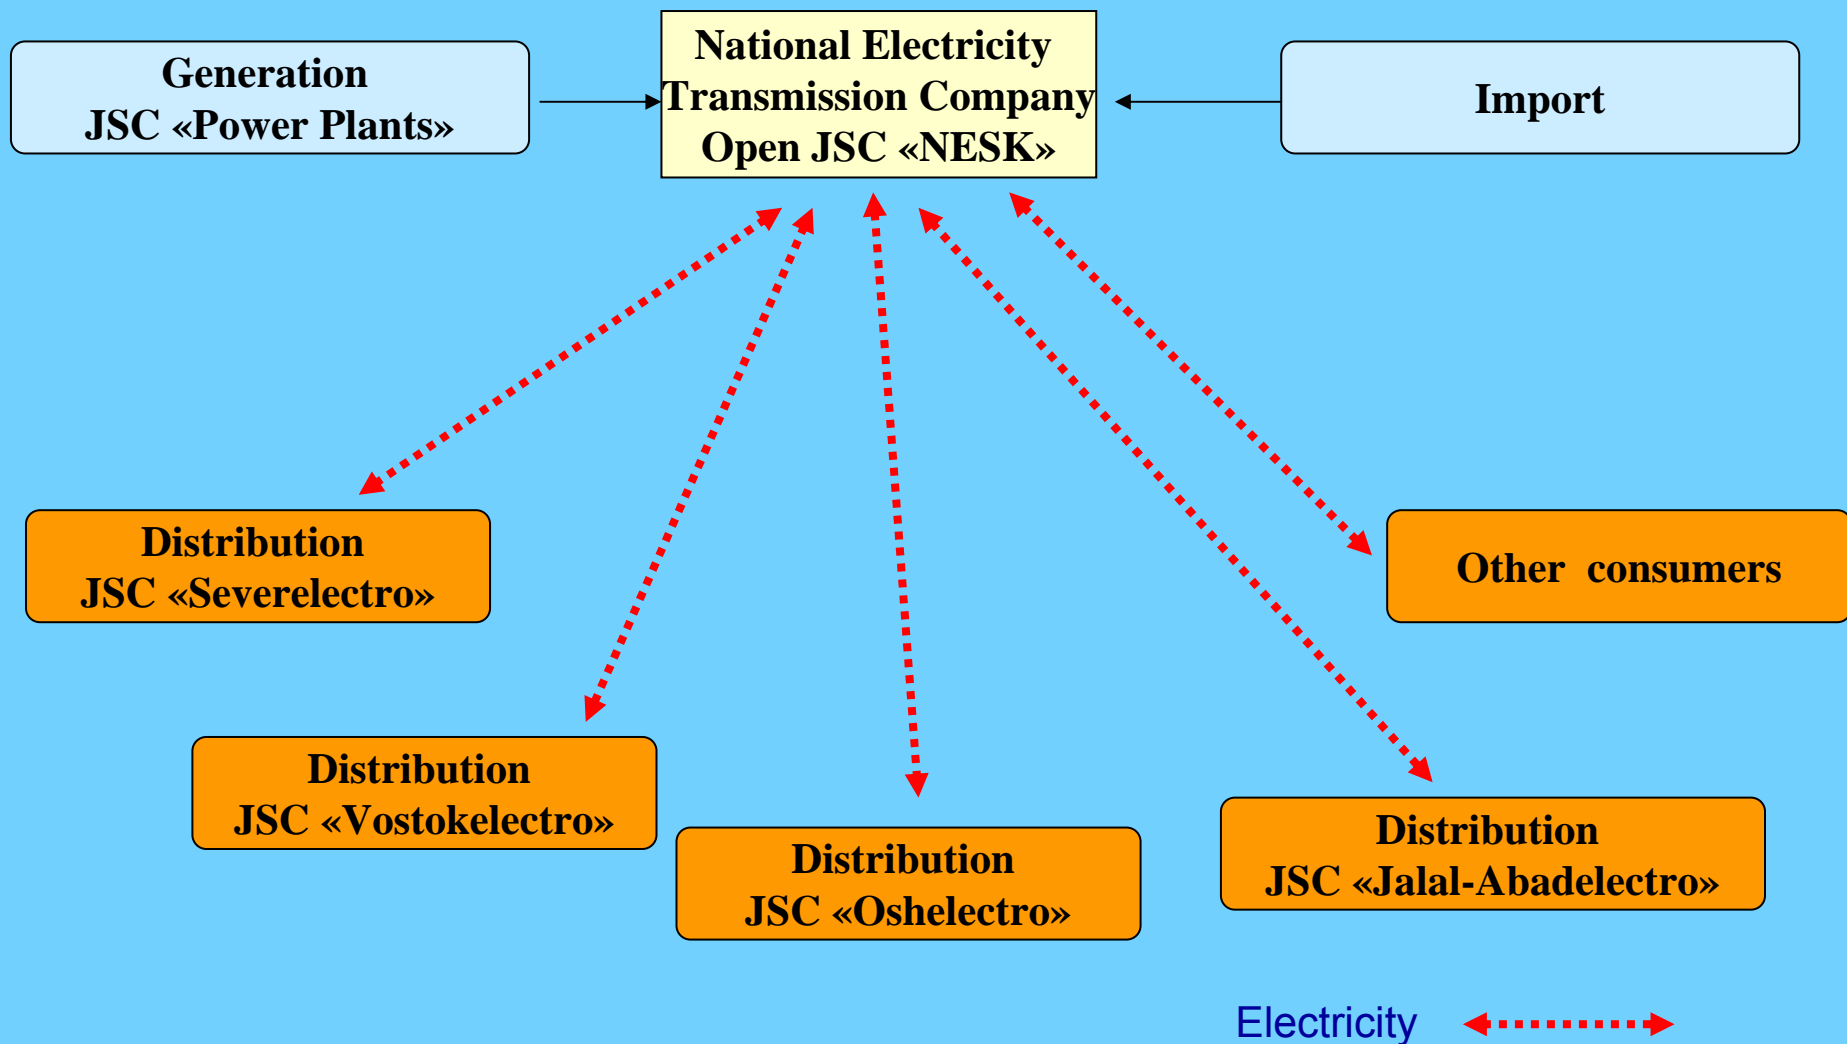 Generation
JSC «Power Plants»
National Electricity
Transmission Company
Open JSC «NESK»
Import
Distribution
JSC «Severelectro»
Other consumers
Distribution
JSC «Vostokelectro»
Distribution
JSC «Oshelectro»
Distribution
JSC «Jalal-Abadelectro»
Electricity